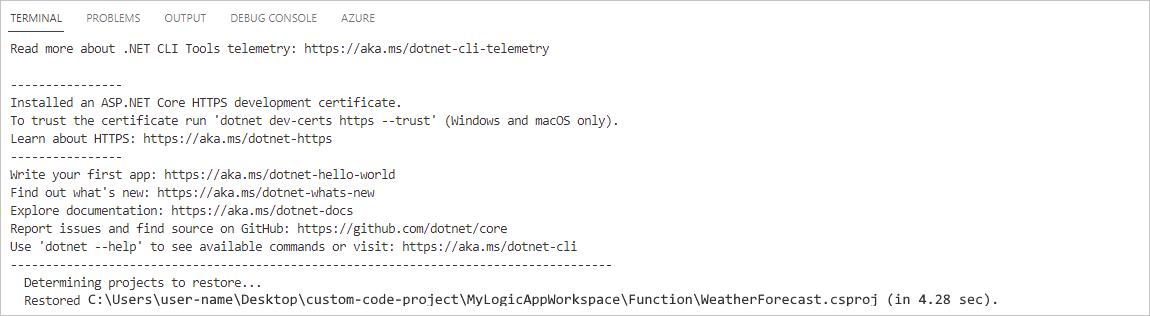 TERMINAL PROBLEMS OUTPUT DEBUG CONSOLE AZURE
Read more about .NET CLI Tools telemetry: https://aka.ms/dotnet-cli-telemetry
----------------
Installed an ASP.NET Core HTTPS development certificate.
To trust the certificate run 'dotnet dev-certs https --trust' (Windows and macOS only).
Learn about HTTPS: https://aka.ms/dotnet-https
----------------
Write your first app: https://aka.ms/dotnet-hello-world
Find out what's new: https://aka.ms/dotnet-whats-new
Explore documentation: https://aka.ms/dotnet-docs
Report issues and find source on GitHub: https://github.com/dotnet/core
Use 'dotnet --help' to see available commands or visit: https://aka.ms/dotnet-cli
--------------------------------------------------------------------------------------
Determining projects to restore...
Restored C:\Users\user-name\Desktop\custom-code-project\MyLogicAppWorkspace\Function\WeatherForecast.csproj (in 4.28 sec).